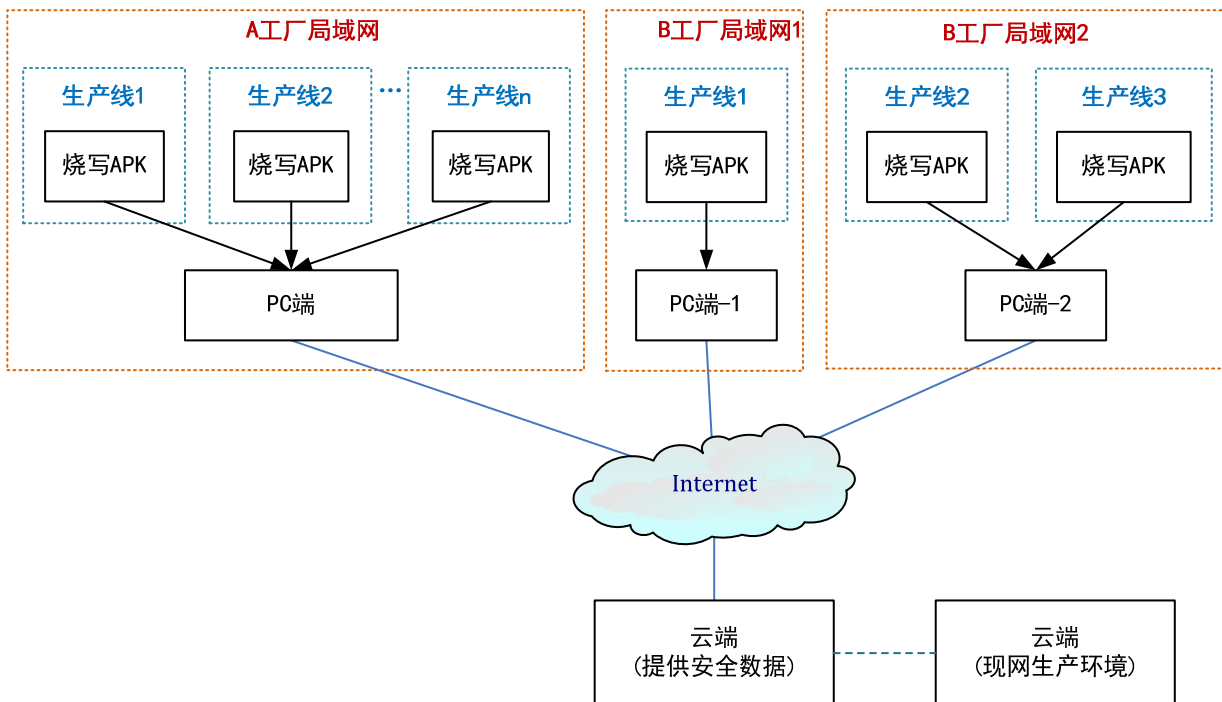 A工厂局域网
B工厂局域网1
B工厂局域网2
生产线1
生产线2
...
生产线n
生产线1
生产线2
生产线3
烧写APK
烧写APK
烧写APK
烧写APK
烧写APK
烧写APK
PC端
PC端-1
PC端-2
Internet
云端
(提供安全数据)
云端
(现网生产环境)